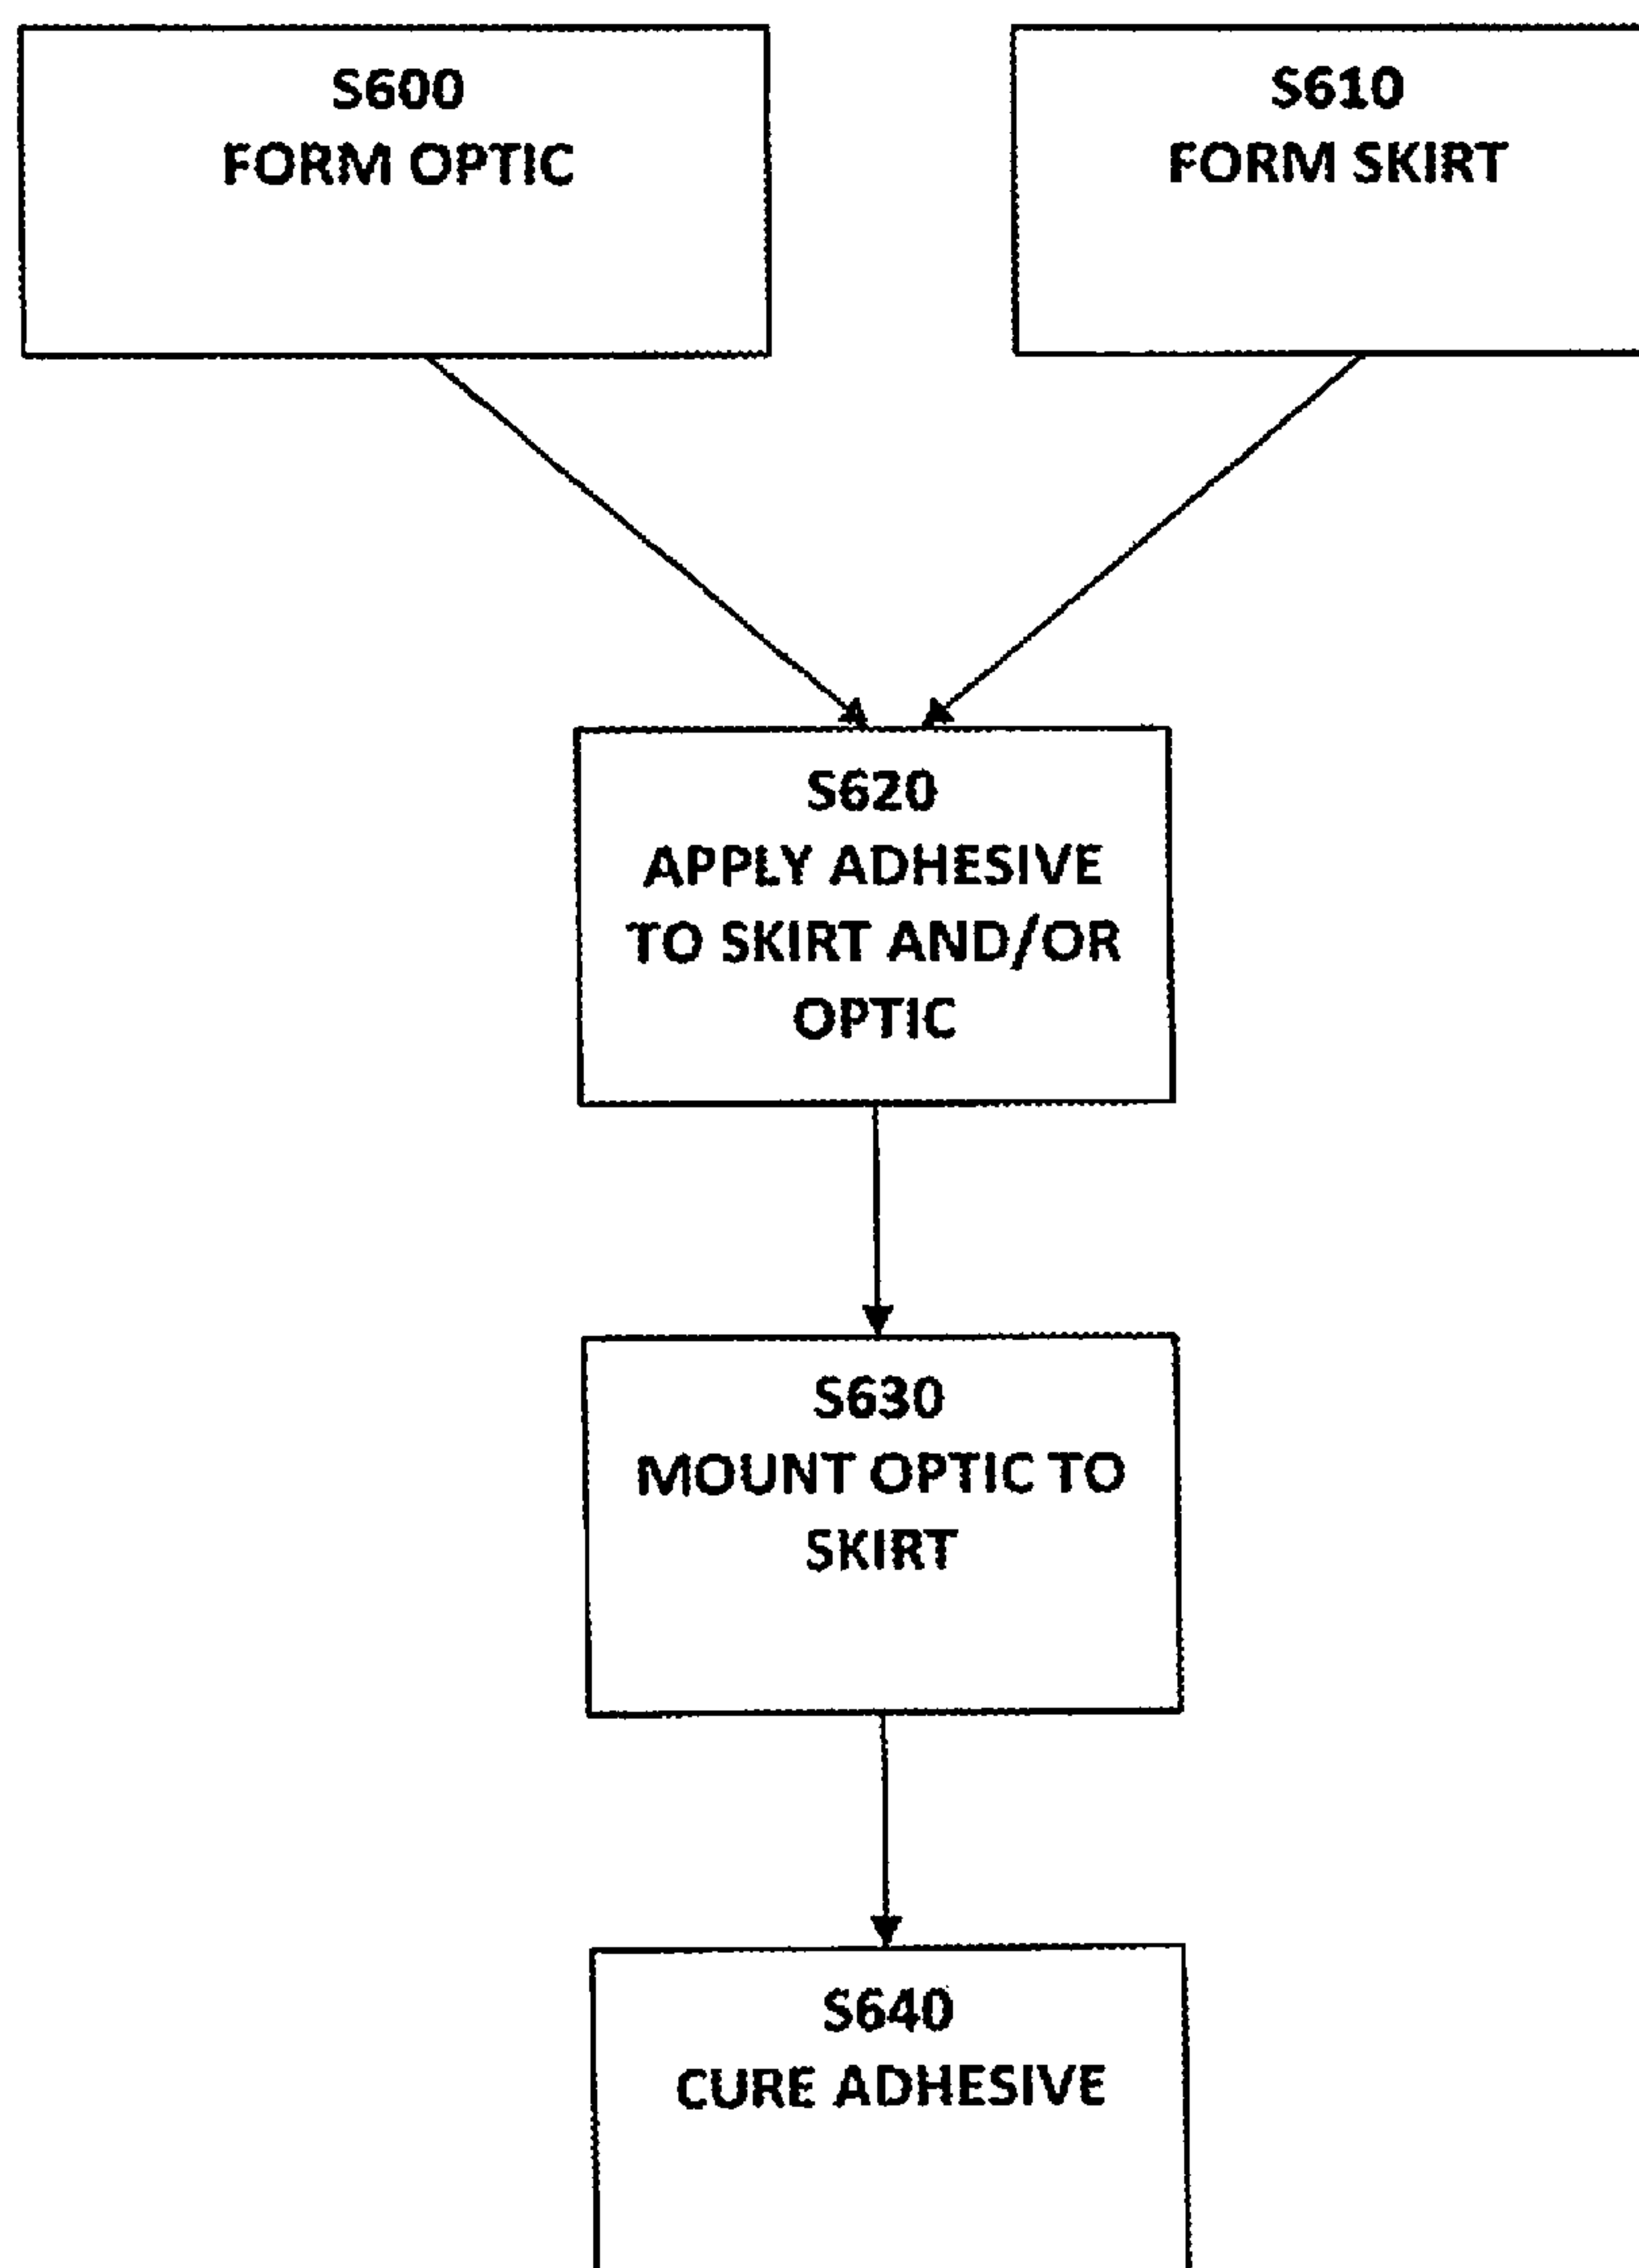 S600
FORM OPTIC
S610
FORM SKIRT
S620
APPLY ADHESIVE
TO SKIRT AND/OR
OPTIC
S630
MOUNT OPTIC TO
SKIRT
S640
CURE ADHESIVE